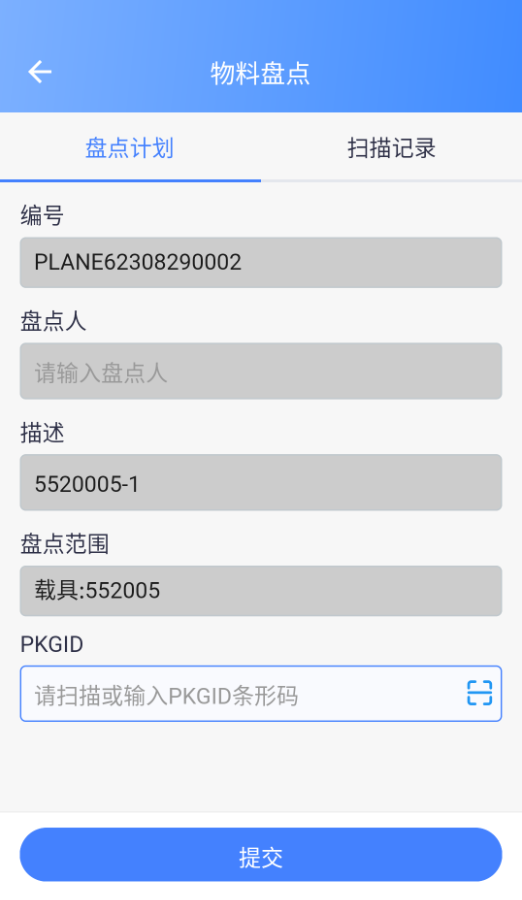 物料盘点
盘点计划
扫描记录
编号
PLANE62308290002
盘点人
请输入盘点人
描述
5520005-1
盘点范围
载具:552005
PKGID
请扫描或输入PKGID条形码
提交